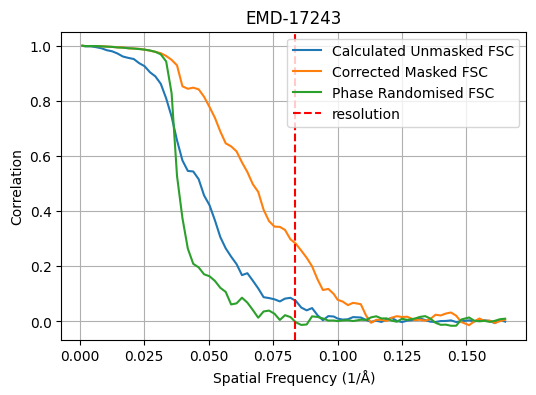 EMD-17243
1.0
0.8
0.6
0.4
0.2
0.0
Correlation
Calculated Unmasked FSC
Corrected Masked FSC
Phase Randomised FSC
resolution
0.000 0.025 0.050 0.075 0.100 0.125 0.150
Spatial Frequency (1/Å)